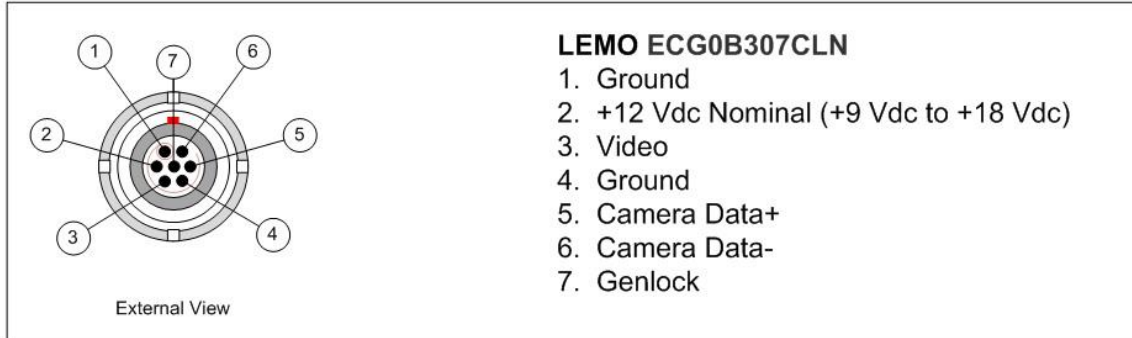 1
7
6
2
5
3
4
External View
LEMO ECG0B307CLN
1. Ground
2. +12 Vdc Nominal (+9 Vdc to +18 Vdc)
3. Video
4. Ground
5. Camera Data+
6. Camera Data-
7. Genlock